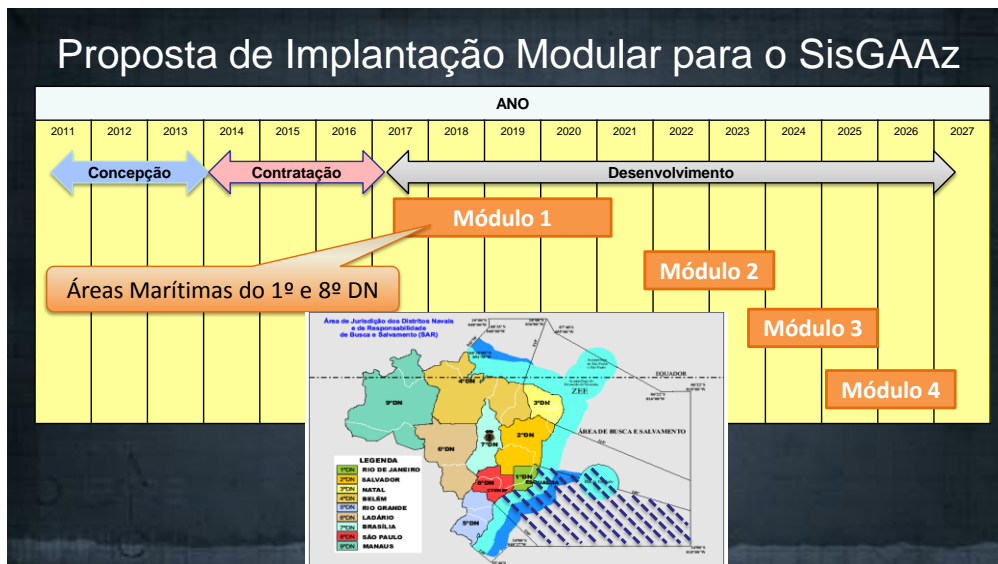 Proposta de Implantação Modular para o SisGAAz
ANO
2011 2012 2013 2014 2015 2016 2017 2018 2019 2020 2021 2022 2023 2024 2025 2026 2027
Concepção Contratação Desenvolvimento
Módulo 1
Módulo 2
Áreas Marítimas do 1º e 8º DN
Módulo 3
Módulo 4
Área de Jurisdição dos Distritos Navais
e de Responsabilidade
de Busca e Salvamento (SAR)
EQUADOR
ZEE
4ºDN
9ºDN
3ºDN
ÁREA DE BUSCA E SALVAMENTO
2ºDN
7ºDN
6ºDN
1ºDN
8ºDN
5ºDN
LEGENDA
1ºDN RIO DE JANEIRO
2ºDN SALVADOR
3ºDN NATAL
4ºDN BELÉM
5ºDN RIO GRANDE
6ºDN LADÁRIO
7ºDN BRASÍLIA
8ºDN SÃO PAULO
9ºDN MANAUS